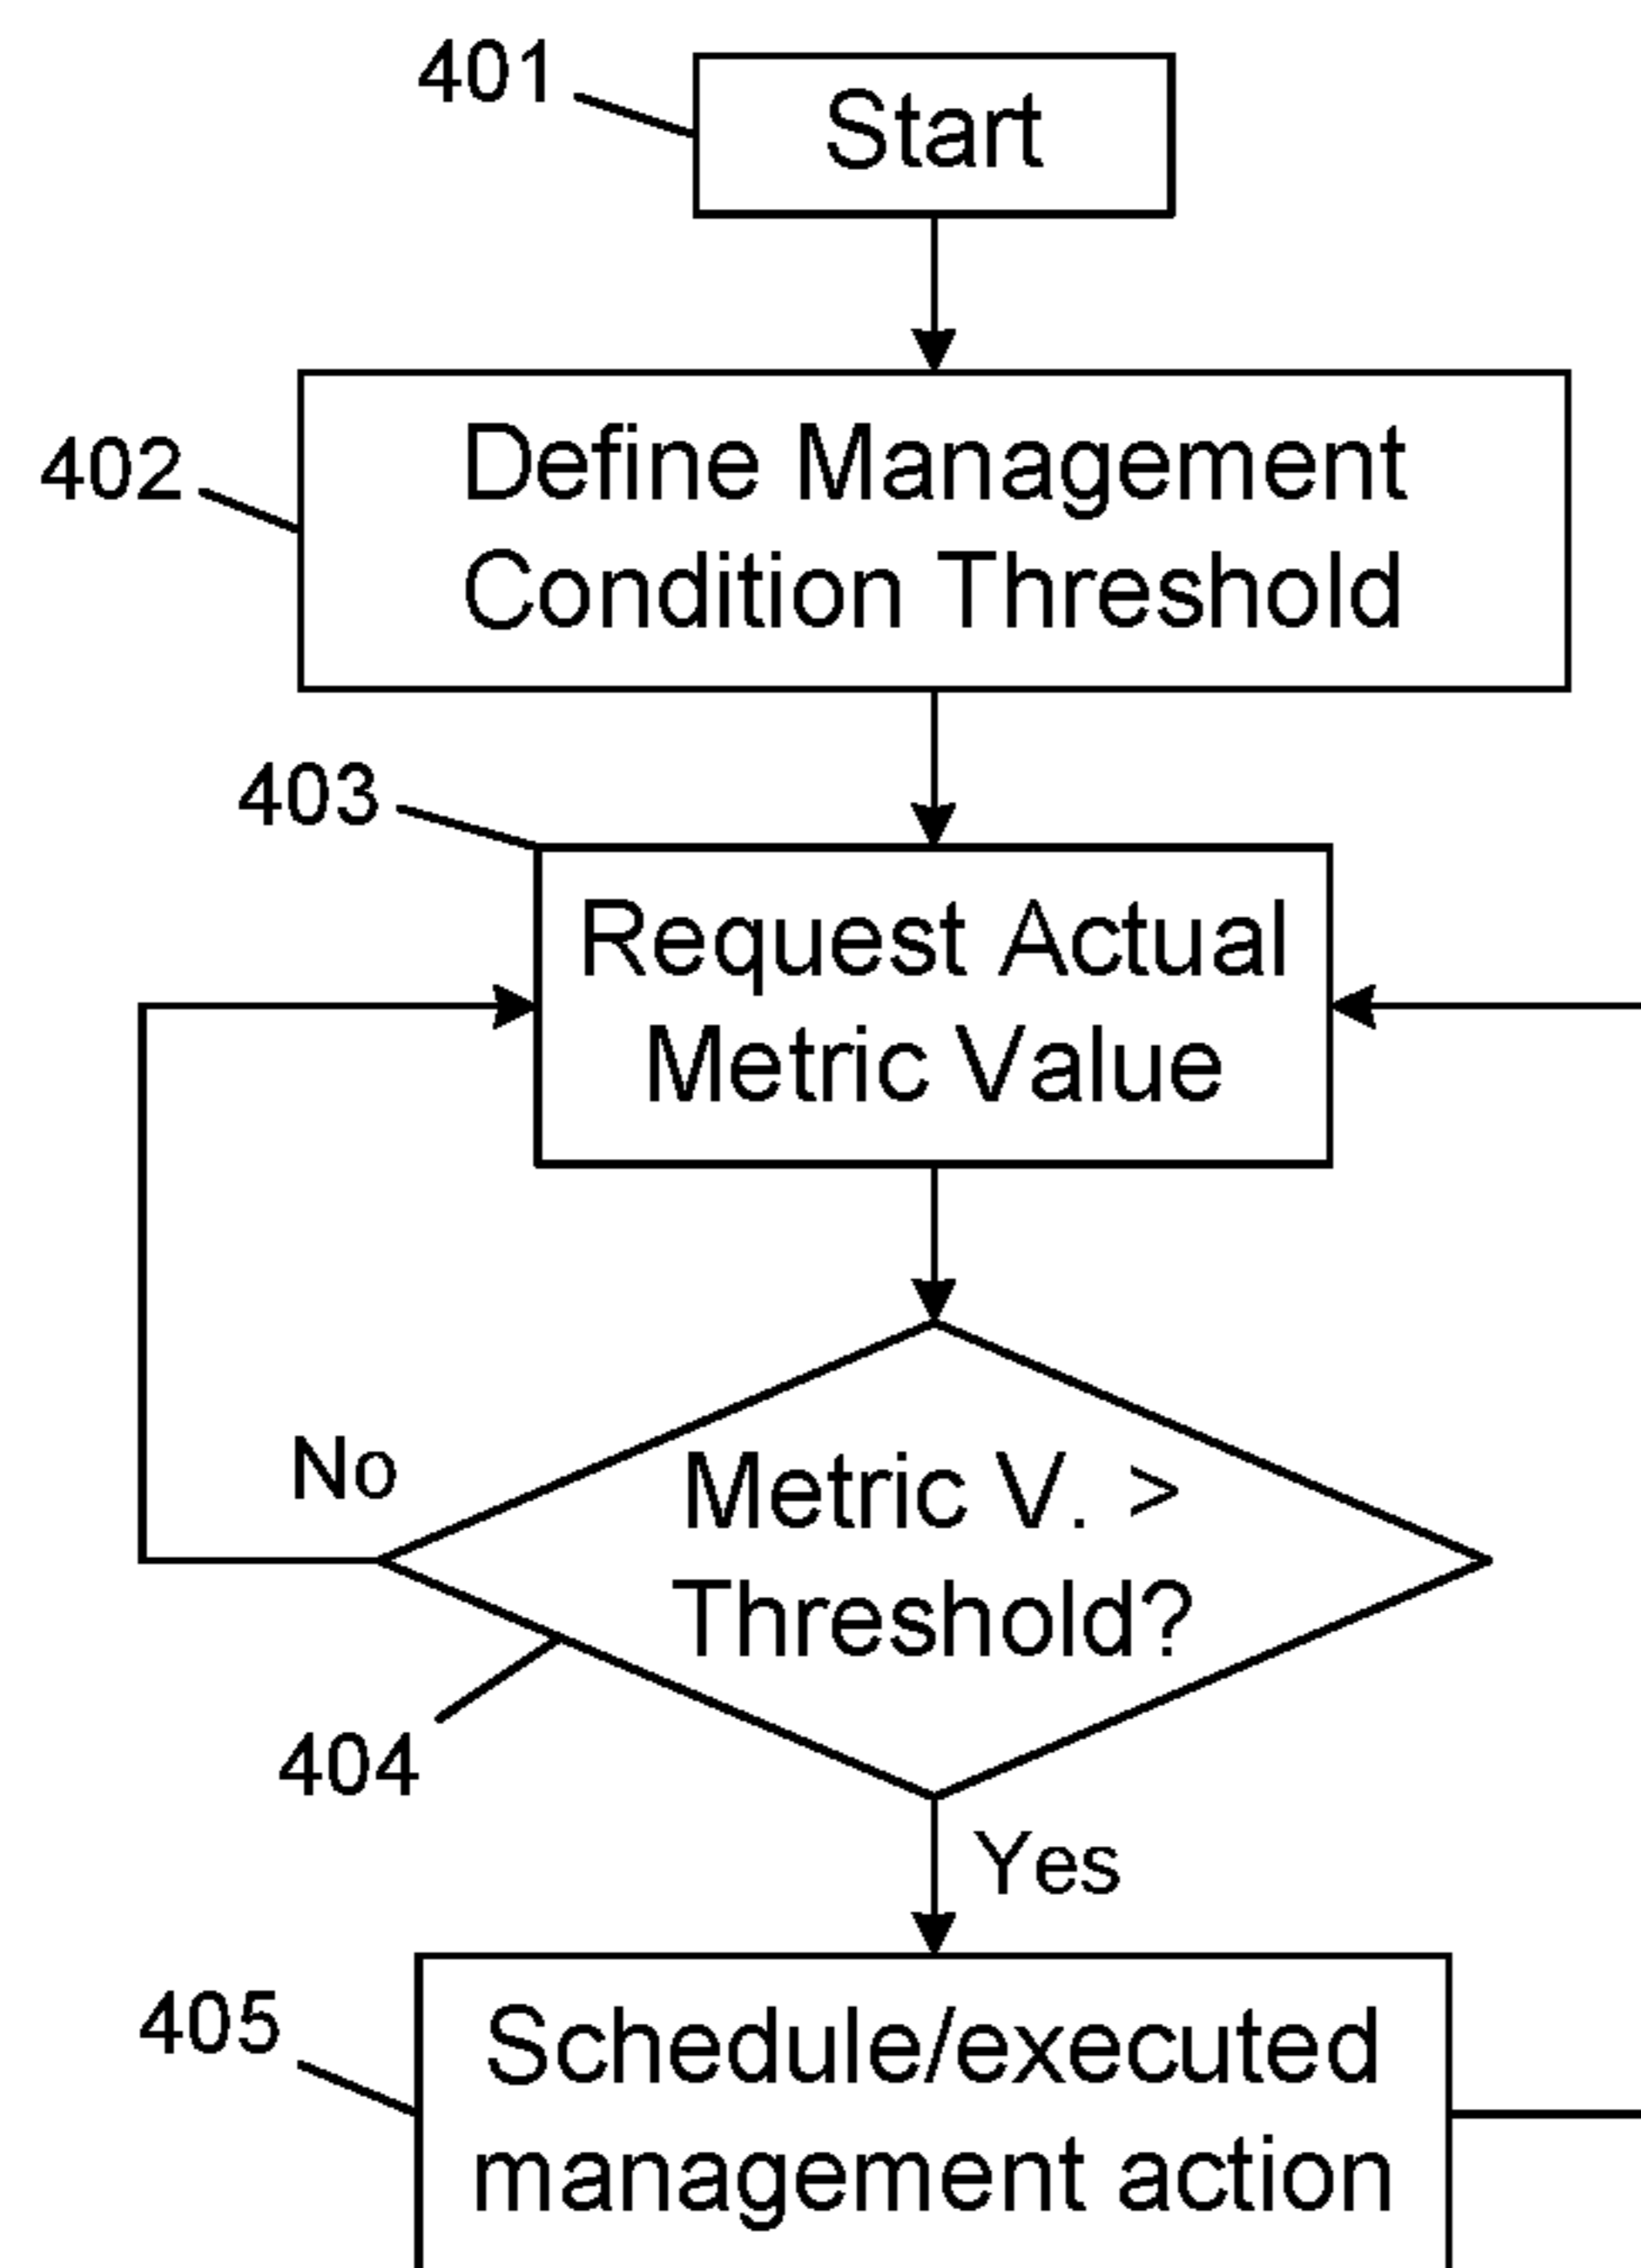 401
Start
402
Define Management
Condition Threshold
403
Request Actual
Metric Value
No
Metric V. >
Threshold?
404
Yes
405
Schedule/executed
management action